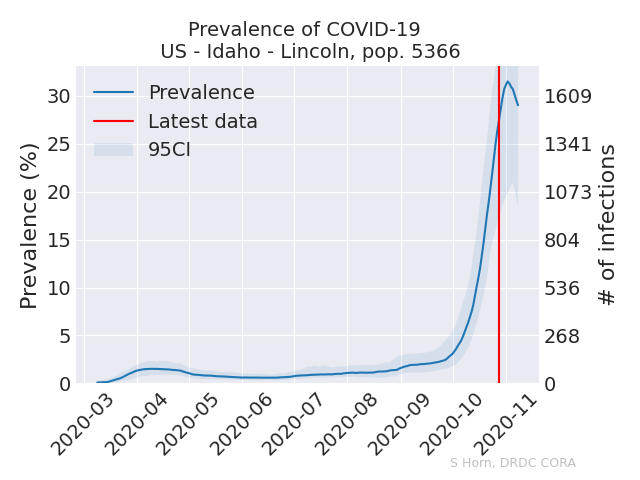 Prevalence of COVID-19
US - Idaho - Lincoln, pop. 5366
Prevalence
Latest data
95CI
Prevalence (%)
30
25
20
15
10
5
0
1609
1341
1073
804
536
268
0
# of infections
2020-03
2020-04
2020-05
2020-06
2020-07
2020-08
2020-09
2020-10
2020-11
S Horn, DRDC CORA